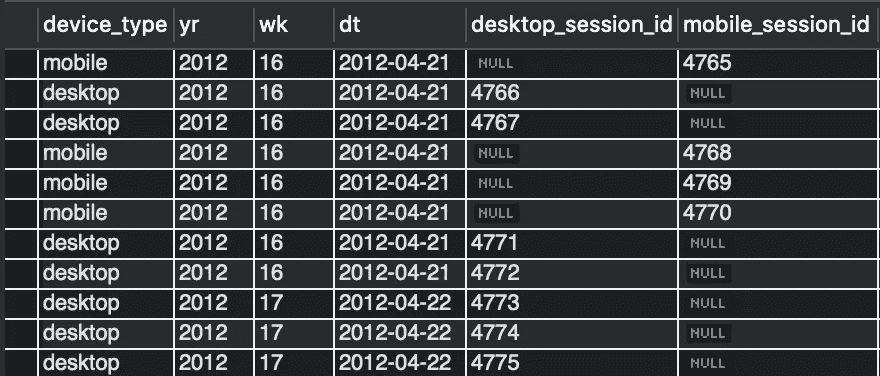 device_type yr wk dt desktop_session_id mobile_session_id
mobile 2012 16 2012-04-21 NULL 4765
desktop 2012 16 2012-04-21 4766 NULL
desktop 2012 16 2012-04-21 4767 NULL
mobile 2012 16 2012-04-21 NULL 4768
mobile 2012 16 2012-04-21 NULL 4769
mobile 2012 16 2012-04-21 NULL 4770
desktop 2012 16 2012-04-21 4771 NULL
desktop 2012 16 2012-04-21 4772 NULL
desktop 2012 17 2012-04-22 4773 NULL
desktop 2012 17 2012-04-22 4774 NULL
desktop 2012 17 2012-04-22 4775 NULL